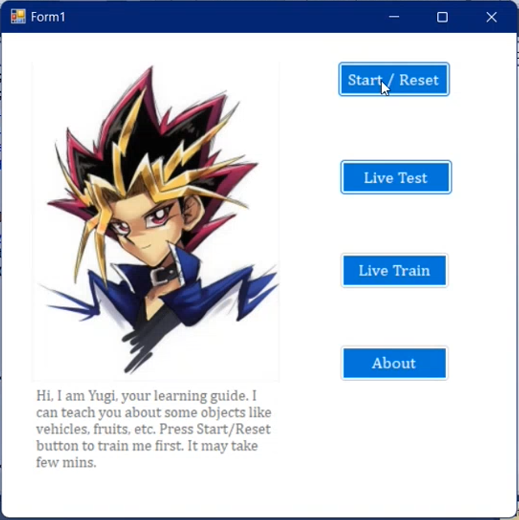 Form1
Start / Reset
Live Test
Live Train
About
Hi, I am Yugi, your learning guide. I
can teach you about some objects like
vehicles, fruits, etc. Press Start/Reset
button to train me first. It may take
few mins.